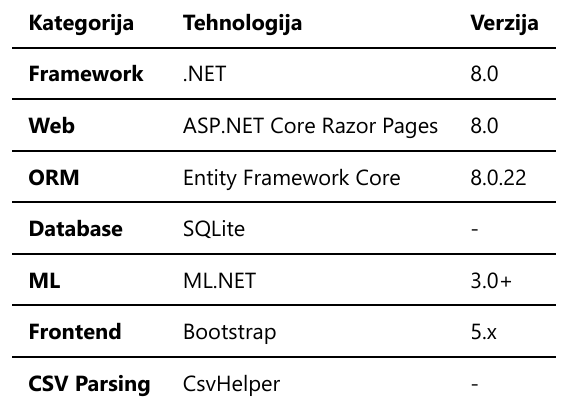 Kategorija Tehnologija Verzija
Framework .NET 8.0
Web ASP.NET Core Razor Pages 8.0
ORM Entity Framework Core 8.0.22
Database SQLite -
ML ML.NET 3.0+
Frontend Bootstrap 5.x
CSV Parsing CsvHelper -